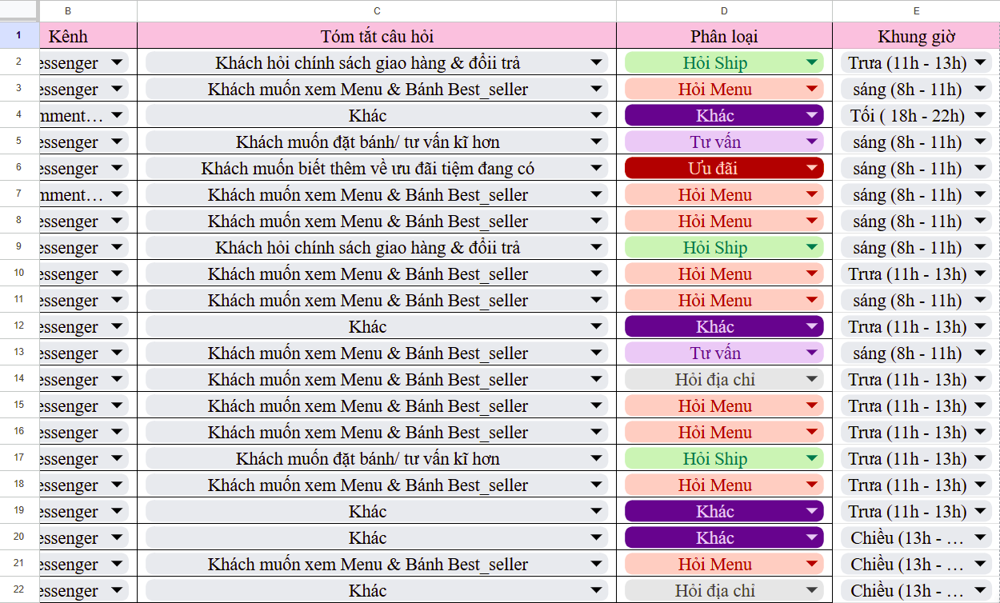 B C D E
1 Kênh Tóm tắt câu hỏi Phân loại Khung giờ
2 essenger Khách hỏi chính sách giao hàng & đổii trả Hỏi Ship Trưa (11h - 13h)
3 essenger Khách muốn xem Menu & Bánh Best_seller Hỏi Menu sáng (8h - 11h)
4 mment… Khác Khác Tối ( 18h - 22h)
5 essenger Khách muốn đặt bánh/ tư vấn kĩ hơn Tư vấn sáng (8h - 11h)
6 essenger Khách muốn biết thêm về ưu đãi tiệm đang có Ưu đãi sáng (8h - 11h)
7 mment… Khách muốn xem Menu & Bánh Best_seller Hỏi Menu sáng (8h - 11h)
8 essenger Khách muốn xem Menu & Bánh Best_seller Hỏi Menu sáng (8h - 11h)
9 essenger Khách hỏi chính sách giao hàng & đổii trả Hỏi Ship sáng (8h - 11h)
10 essenger Khách muốn xem Menu & Bánh Best_seller Hỏi Menu Trưa (11h - 13h)
11 essenger Khách muốn xem Menu & Bánh Best_seller Hỏi Menu sáng (8h - 11h)
12 essenger Khác Khác Trưa (11h - 13h)
13 essenger Khách muốn xem Menu & Bánh Best_seller Tư vấn sáng (8h - 11h)
14 essenger Khách muốn xem Menu & Bánh Best_seller Hỏi địa chỉ Trưa (11h - 13h)
15 essenger Khách muốn xem Menu & Bánh Best_seller Hỏi Menu Trưa (11h - 13h)
16 essenger Khách muốn xem Menu & Bánh Best_seller Hỏi Menu Trưa (11h - 13h)
17 essenger Khách muốn đặt bánh/ tư vấn kĩ hơn Hỏi Ship Trưa (11h - 13h)
18 essenger Khách muốn xem Menu & Bánh Best_seller Hỏi Menu Trưa (11h - 13h)
19 essenger Khác Khác Trưa (11h - 13h)
20 essenger Khác Khác Chiều (13h - …
21 essenger Khách muốn xem Menu & Bánh Best_seller Hỏi Menu Chiều (13h - …
22 essenger Khác Hỏi địa chỉ Chiều (13h - …